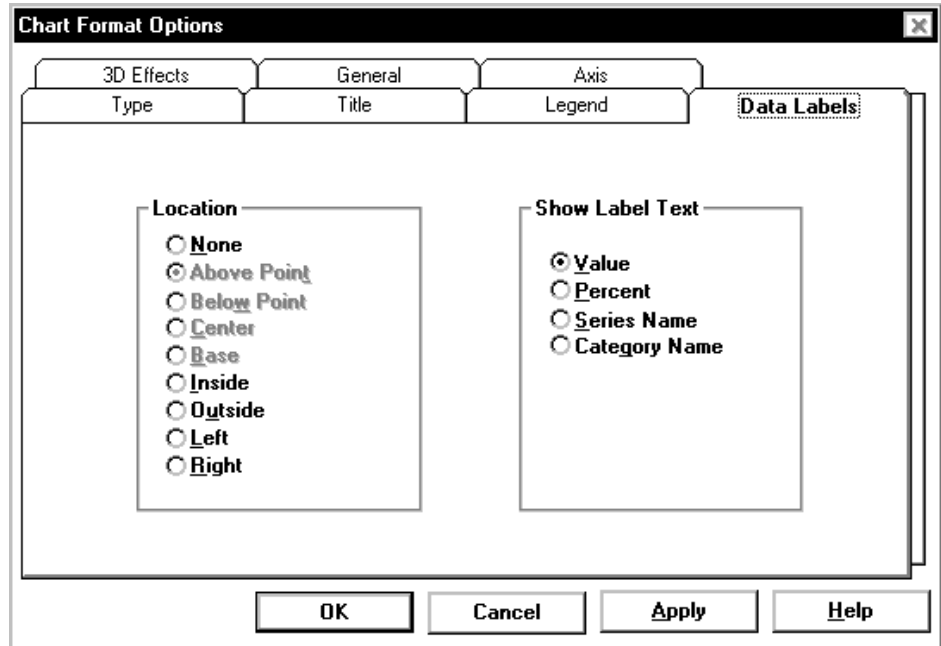 Chart Format Options
3D Effects General Axis
Type Title Legend Data Labels
Location
None
Above Point
Below Point
Center
Base
Inside
Outside
Left
Right
Show Label Text
Value
Percent
Series Name
Category Name
OK Cancel Apply Help